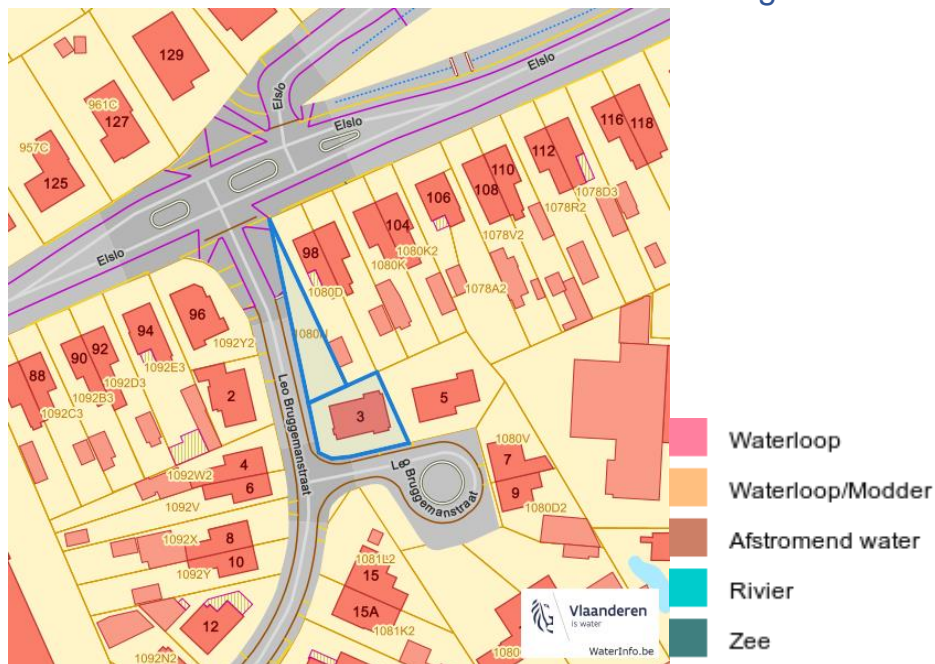 g
129
Elslo
Elslo
961C
127
Elslo
957C
125
116
118
112
110
108
1078D3
106
1078R2
104
1080K2
1078V2
98
1080K
Elslo
1080D
1078A2
96
94
1092Y2
92
90
1092E3
88
1092D3
1092B3
1092C3
2
Leo Bruggemanstraat
3
5
1080V
7
Leo Bruggemanstraat
4
1092W2
6
9
1092V
1080D2
8
1092X
10
1081L2
1092Y
15
15A
12
1081K2
1092N2
1080
Vlaanderen
is water
WaterInfo.be
Waterloop
Waterloop/Modder
Afstromend water
Rivier
Zee